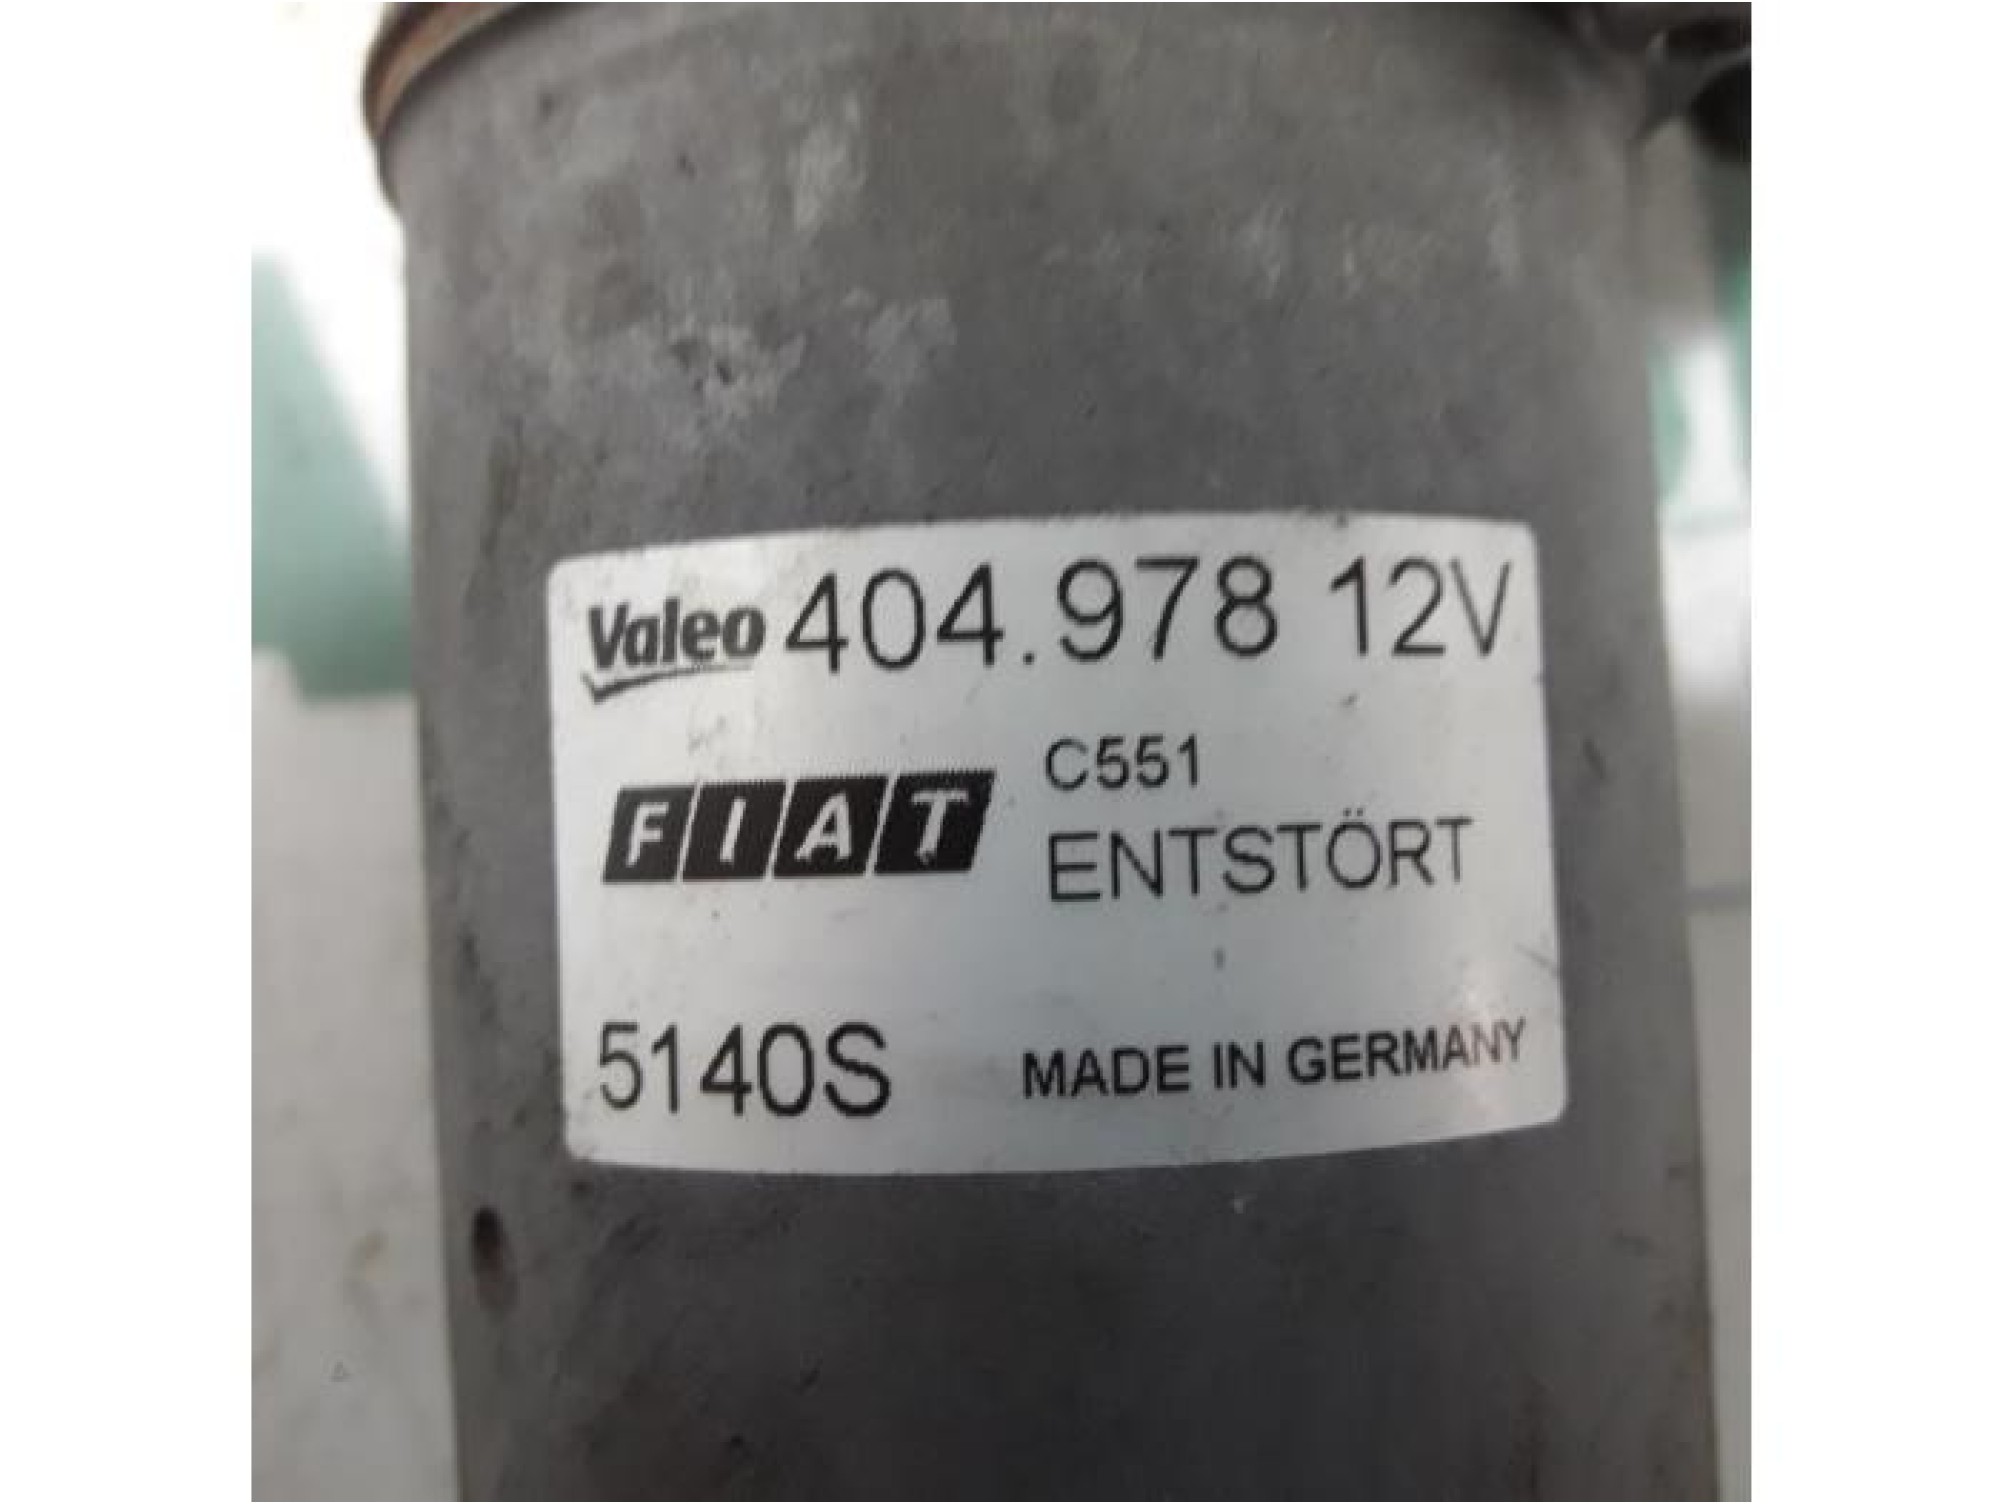 Valeo 404.978 12V
C551
FIAT
ENTSTÖRT
5140S MADE IN GERMANY